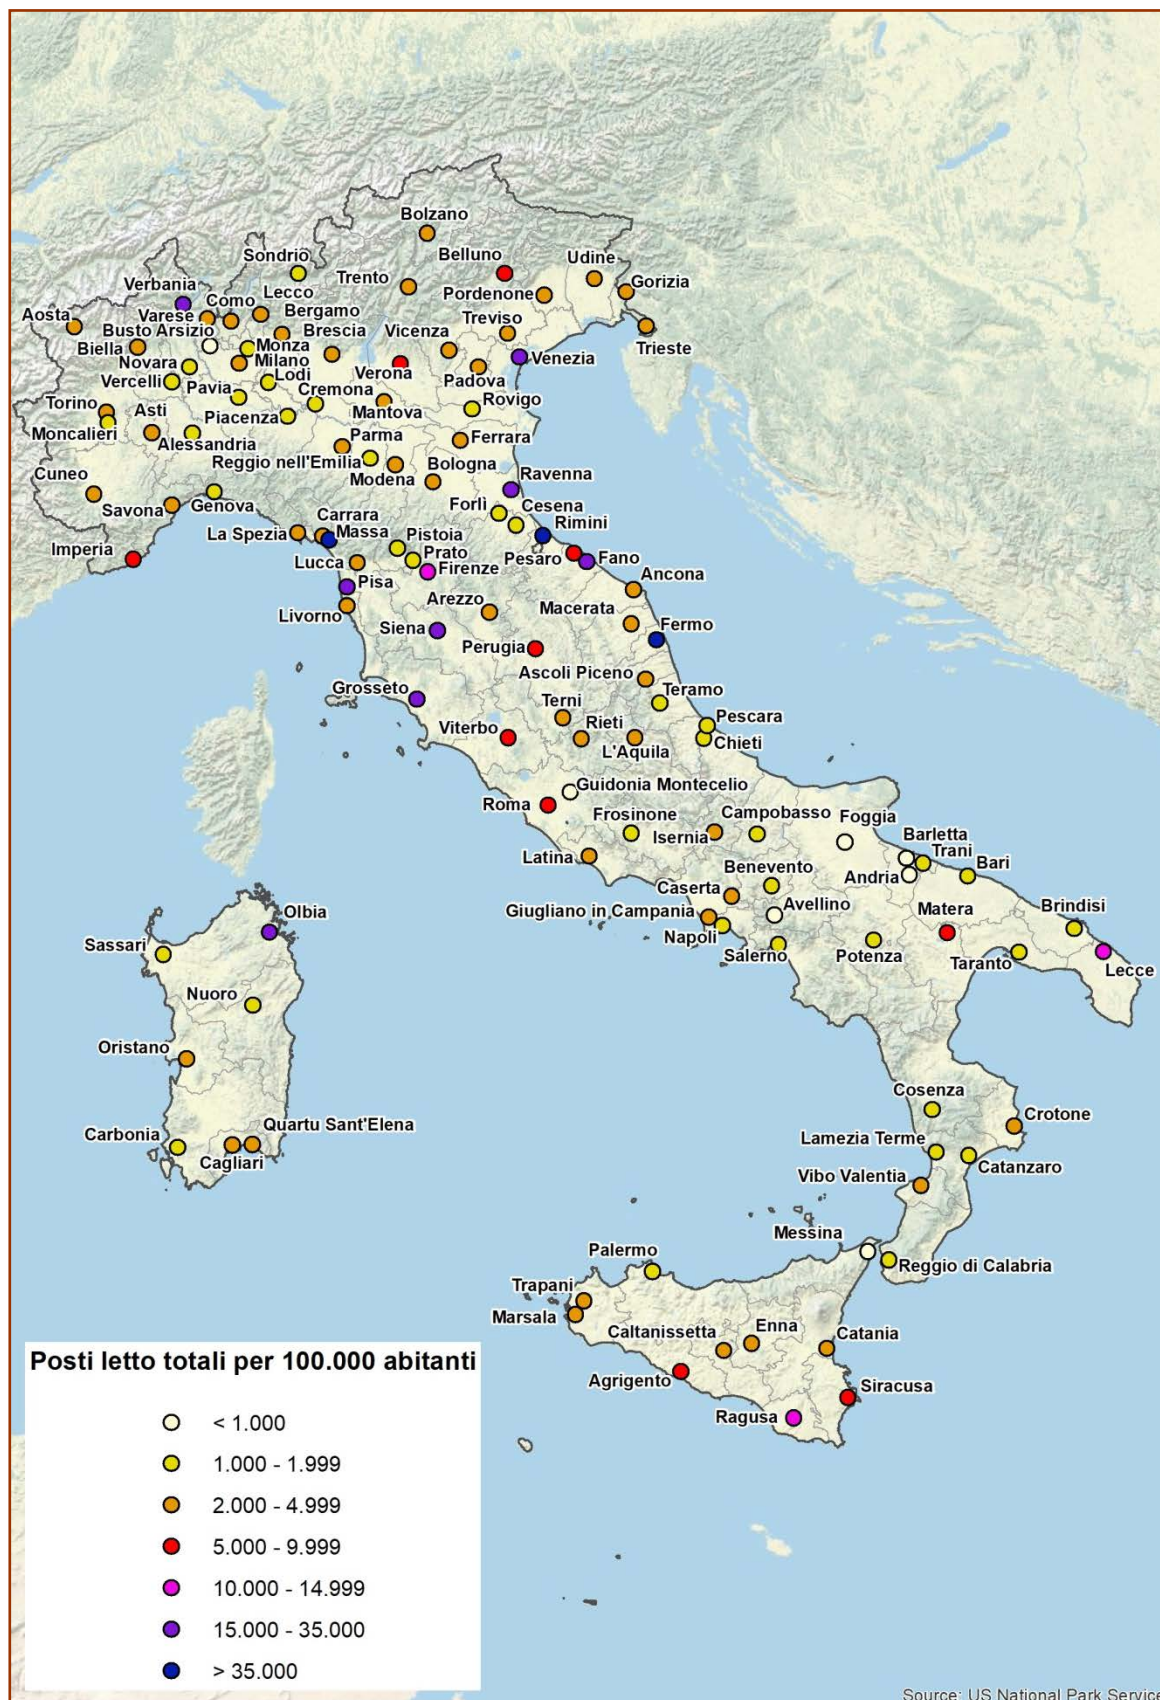 Bolzano
Sondrio
Belluno
Udine
Verbania
Trento
Lecco
Pordenone
Gorizia
Como
Aosta
Varese
Bergamo
Treviso
Busto Arsizio
Brescia
Vicenza
Biella
Monza
Trieste
Novara
Milano
Venezia
Vercelli
Lodi
Verona
Padova
Pavia
Cremona
Torino
Asti
Piacenza
Mantova
Rovigo
Moncalieri
Alessandria
Parma
Ferrara
Reggio nell'Emilia
Bologna
Cuneo
Modena
Ravenna
Savona
Genova
Forlì
Cesena
Carrara
La Spezia
Massa
Pistoia
Rimini
Imperia
Prato
Pesaro
Fano
Lucca
Firenze
Pisa
Ancona
Arezzo
Macerata
Livorno
Siena
Fermo
Perugia
Ascoli Piceno
Grosseto
Terni
Teramo
Viterbo
Rieti
Pescara
L'Aquila
Chieti
Guidonia Montecelio
Roma
Frosinone
Campobasso
Foggia
Isernia
Barletta
Latina
Trani
Benevento
Andria
Bari
Caserta
Giugliano in Campania
Avellino
Matera
Brindisi
Olbia
Napoli
Sassari
Salerno
Potenza
Taranto
Lecce
Nuoro
Oristano
Cosenza
Crotone
Quartu Sant'Elena
Carbonia
Lamezia Terme
Cagliari
Catanzaro
Vibo Valentia
Messina
Palermo
Reggio di Calabria
Trapani
Marsala
Caltanissetta
Enna
Catania
Agrigento
Siracusa
Ragusa
Posti letto totali per 100.000 abitanti
< 1.000
1.000 - 1.999
2.000 - 4.999
5.000 - 9.999
10.000 - 14.999
15.000 - 35.000
> 35.000
Source: US National Park Service